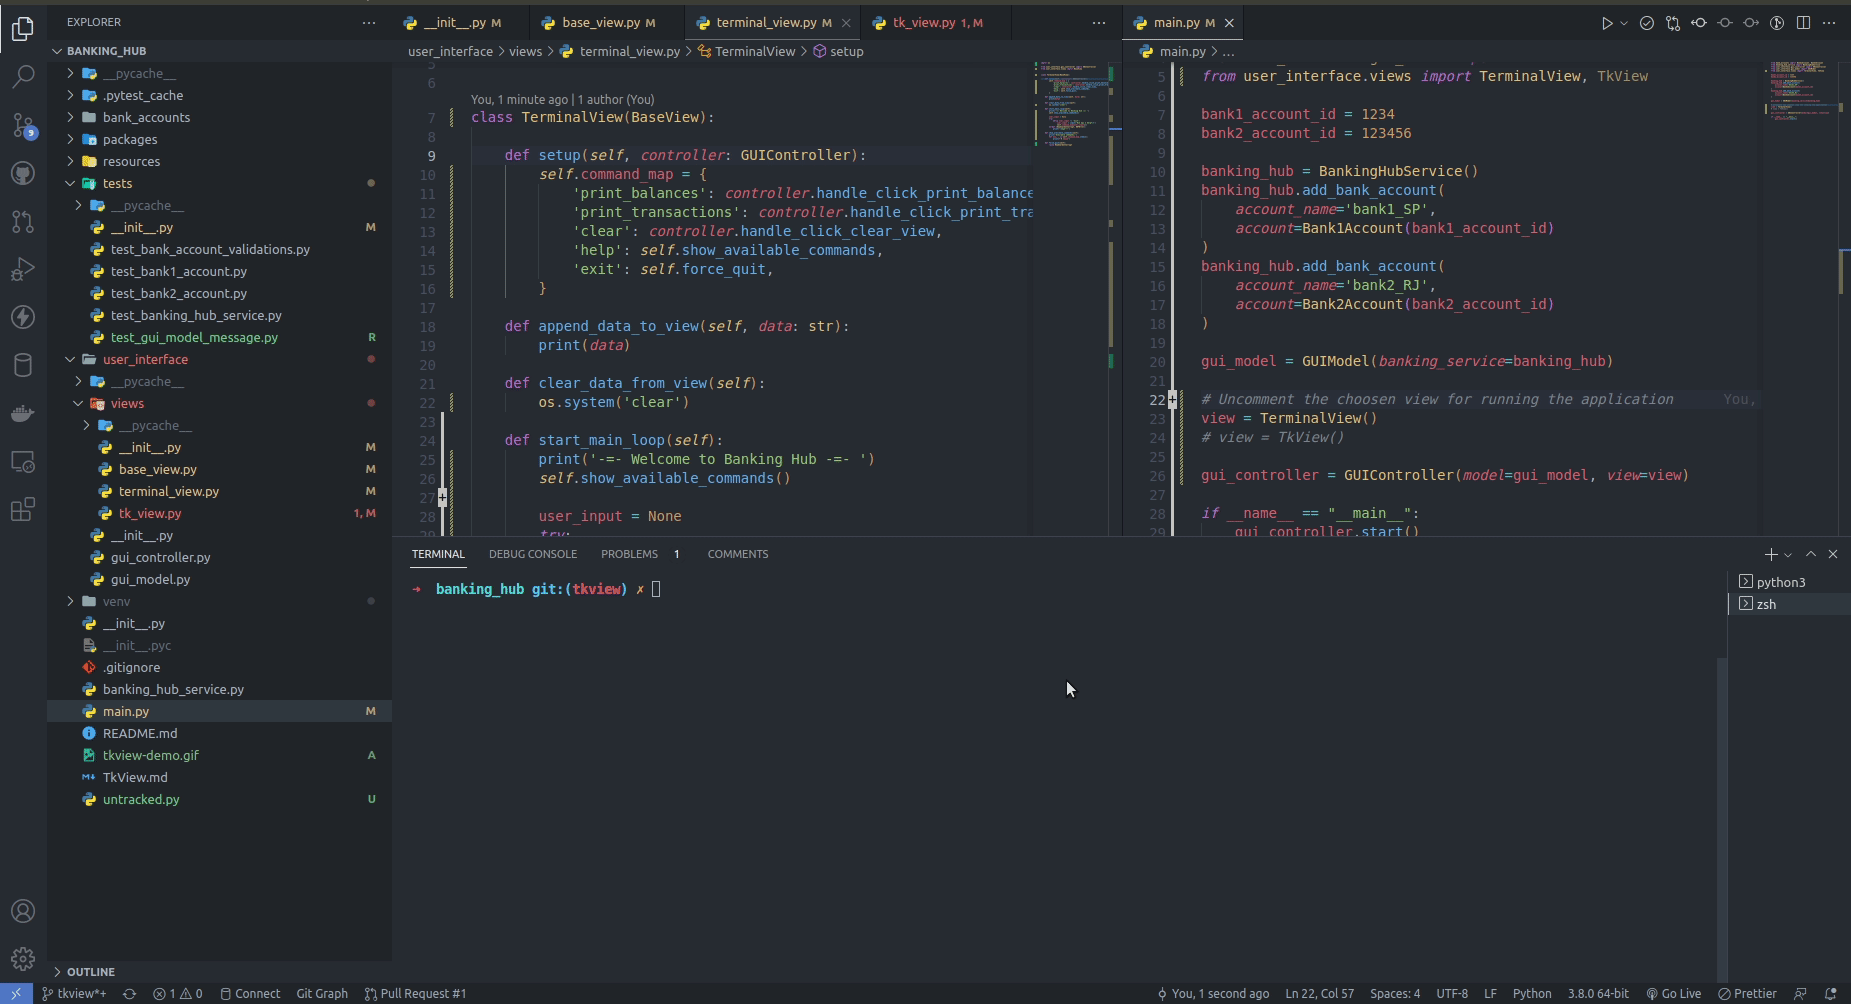 EXPLORER
BANKING_HUB
__pycache__
.pytest_cache
bank_accounts
packages
resources
tests
__pycache__
__init__.py M
test_bank_account_validations.py
test_bank1_account.py
test_bank2_account.py
test_banking_hub_service.py
test_gui_model_message.py R
user_interface
__pycache__
views
__pycache__
__init__.py M
base_view.py M
terminal_view.py M
tk_view.py 1, M
__init__.py
gui_controller.py
gui_model.py
venv
__init__.py
__init__.pyc
.gitignore
banking_hub_service.py
main.py M
README.md
tkview-demo.gif A
TkView.md
untracked.py U
OUTLINE
9
__init__.py M base_view.py M terminal_view.py M tk_view.py 1, M
user_interface > views > terminal_view.py > TerminalView > setup
6
You, 1 minute ago | 1 author (You)
7 class TerminalView(BaseView):
8
9 def setup(self, controller: GUIController):
10 self.command_map = {
11 'print_balances': controller.handle_click_print_balance
12 'print_transactions': controller.handle_click_print_tra
13 'clear': controller.handle_click_clear_view,
14 'help': self.show_available_commands,
15 'exit': self.force_quit,
16 }
17
18 def append_data_to_view(self, data: str):
19 print(data)
20
21 def clear_data_from_view(self):
22 os.system('clear')
23
24 def start_main_loop(self):
25 print('-=- Welcome to Banking Hub -=- ')
26 self.show_available_commands()
27
28 user_input = None
29 try:
main.py M
main.py > ...
5 from user_interface.views import TerminalView, TkView
6
7 bank1_account_id = 1234
8 bank2_account_id = 123456
9
10 banking_hub = BankingHubService()
11 banking_hub.add_bank_account(
12 account_name='bank1_SP',
13 account=Bank1Account(bank1_account_id)
14 )
15 banking_hub.add_bank_account(
16 account_name='bank2_RJ',
17 account=Bank2Account(bank2_account_id)
18 )
19
20 gui_model = GUIModel(banking_service=banking_hub)
21
22 # Uncomment the choosen view for running the application You,
23 view = TerminalView()
24 # view = TkView()
25
26 gui_controller = GUIController(model=gui_model, view=view)
27
28 if __name__ == "__main__":
29 gui_controller.start()
TERMINAL DEBUG CONSOLE PROBLEMS 1 COMMENTS
➜ banking_hub git:(tkview) ✗
python3
zsh
tkview*+ 1 0 Connect Git Graph Pull Request #1 You, 1 second ago Ln 22, Col 57 Spaces: 4 UTF-8 LF Python 3.8.0 64-bit Go Live Prettier